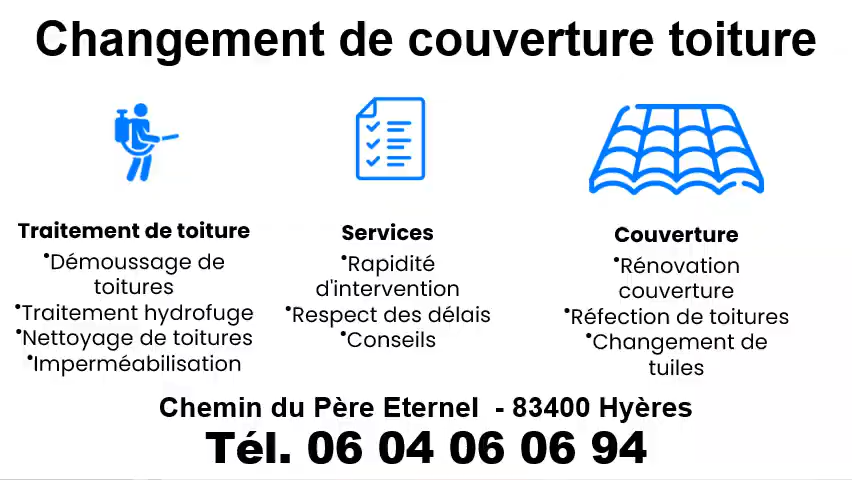 Changement de couverture toiture
Traitement de toiture
•Démoussage de
toitures
•Traitement hydrofuge
•Nettoyage de toitures
•Imperméabilisation
Services
•Rapidité
d'intervention
•Respect des délais
•Conseils
Couverture
•Rénovation
couverture
•Réfection de toitures
•Changement de
tuiles
Chemin du Père Eternel - 83400 Hyères
Tél. 06 04 06 06 94